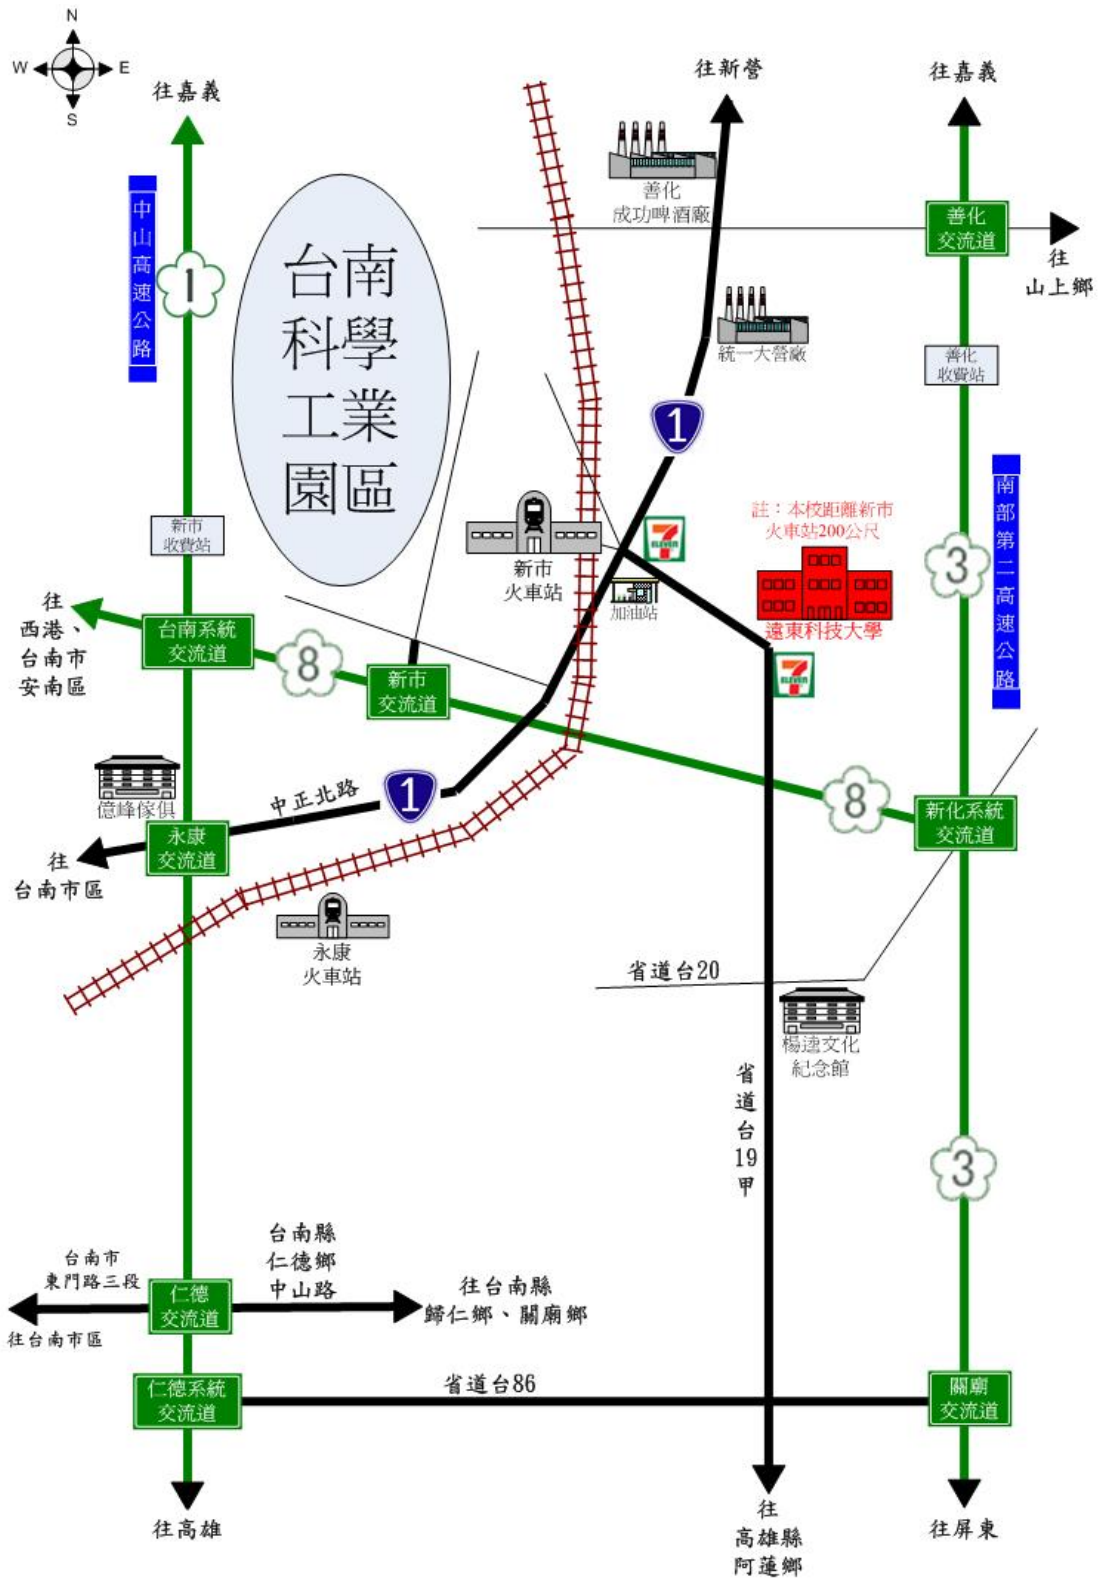 N
W
E
S
往嘉義
往新營
往嘉義
中山高速公路
1
台南
科學
工業
園區
善化
成功啤酒廠
善化
交流道
往
山上鄉
統一大營廠
善化
收費站
1
新市
收費站
新市
火車站
7
ELEVEN
加油站
註：本校距離新市
火車站200公尺
遠東科技大學
7
ELEVEN
3
南部第二高速公路
往
西港、
台南市
安南區
台南系統
交流道
8
新市
交流道
億峰傢俱
中正北路
1
8
新化系統
交流道
永康
交流道
往
台南市區
永康
火車站
省道台20
楊逵文化
紀念館
省道台19甲
3
台南市
東門路三段
往台南市區
仁德
交流道
台南縣
仁德鄉
中山路
往台南縣
歸仁鄉、關廟鄉
仁德系統
交流道
省道台86
關廟
交流道
往高雄
往
高雄縣
阿蓮鄉
往屏東